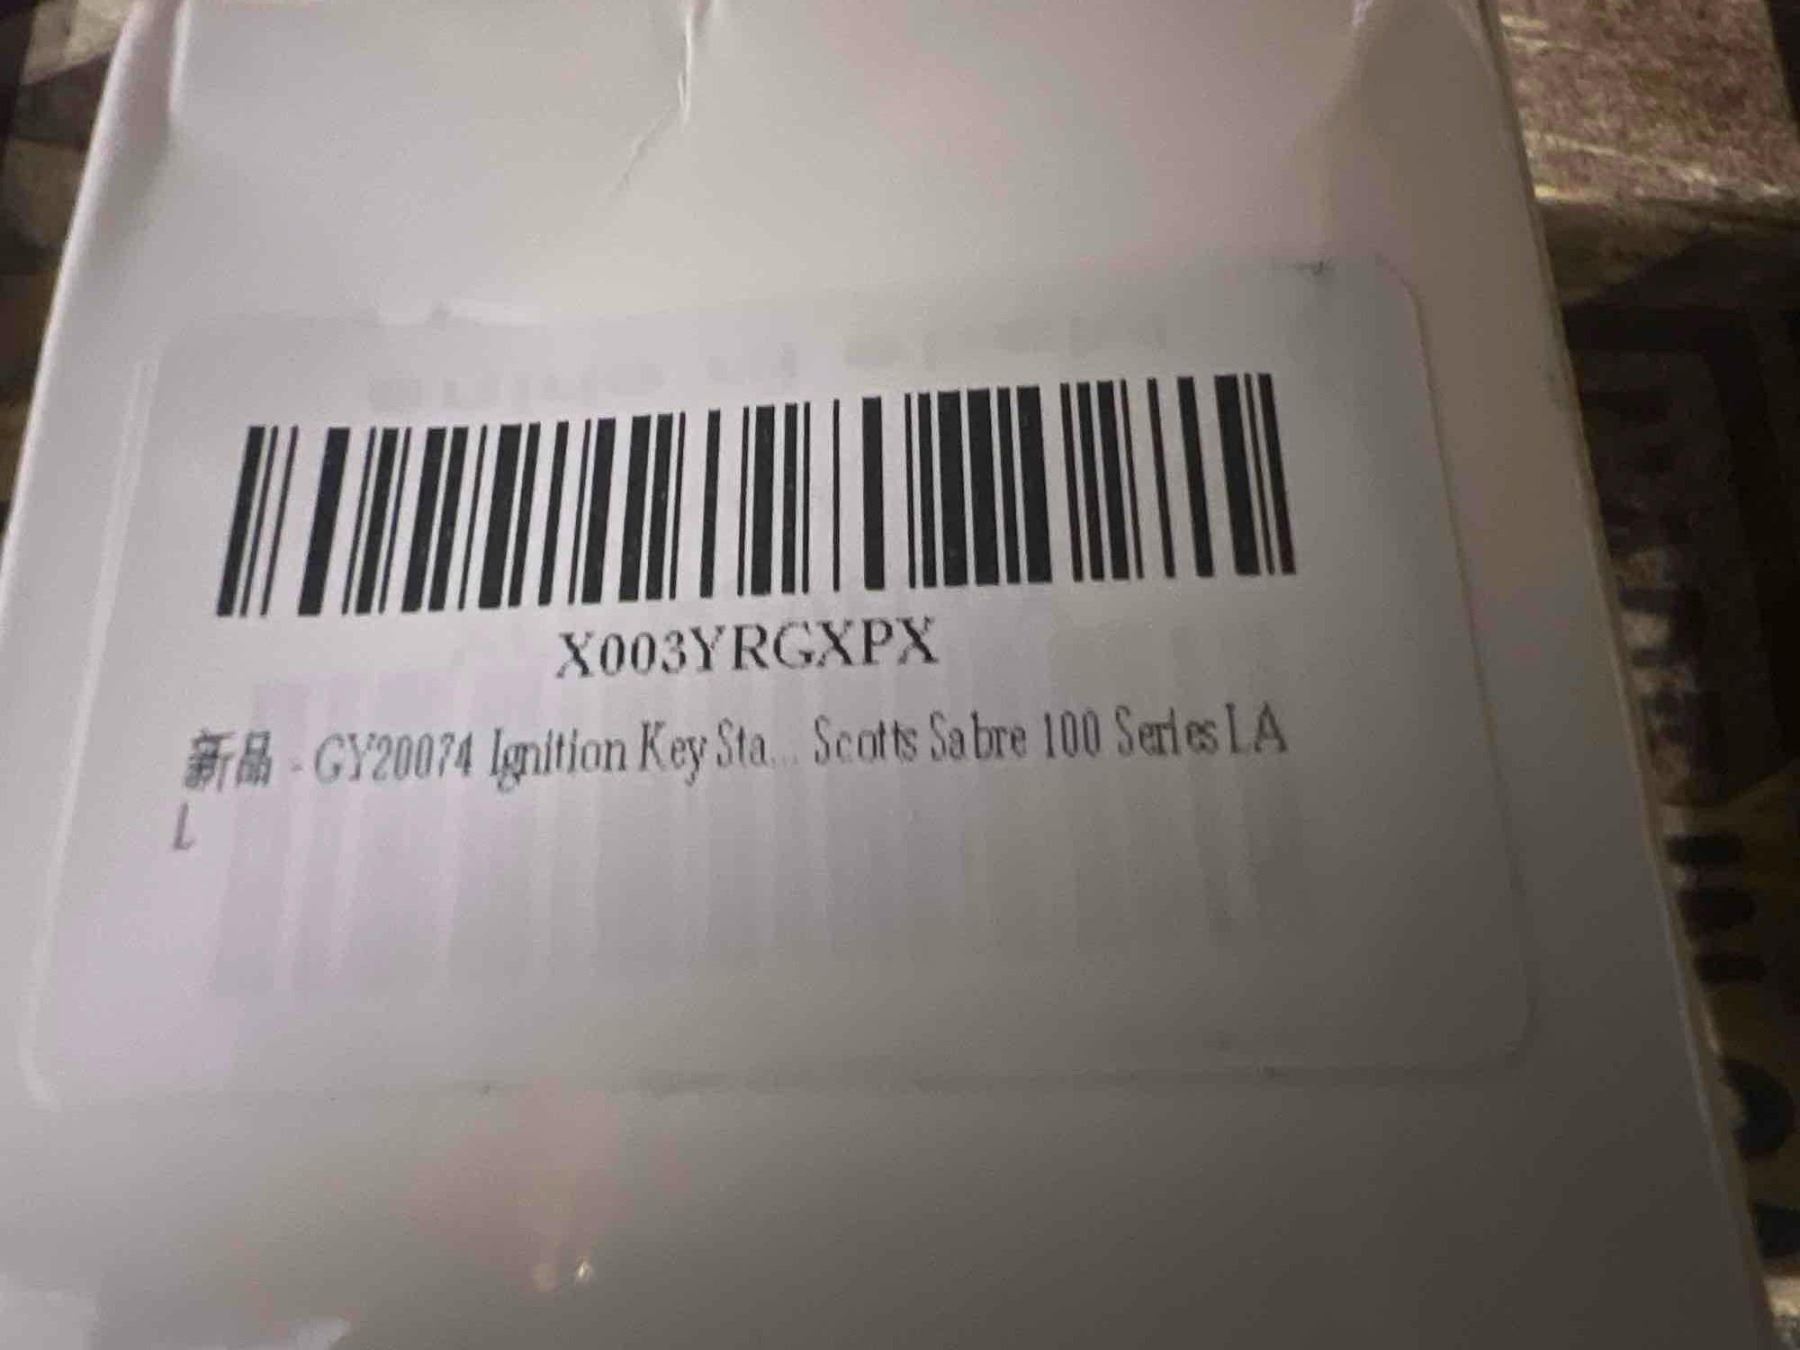 X003YRGXPX
新品 - GY20074 Ignition Key Sta... Scotts Sabre 100 Series LA
L